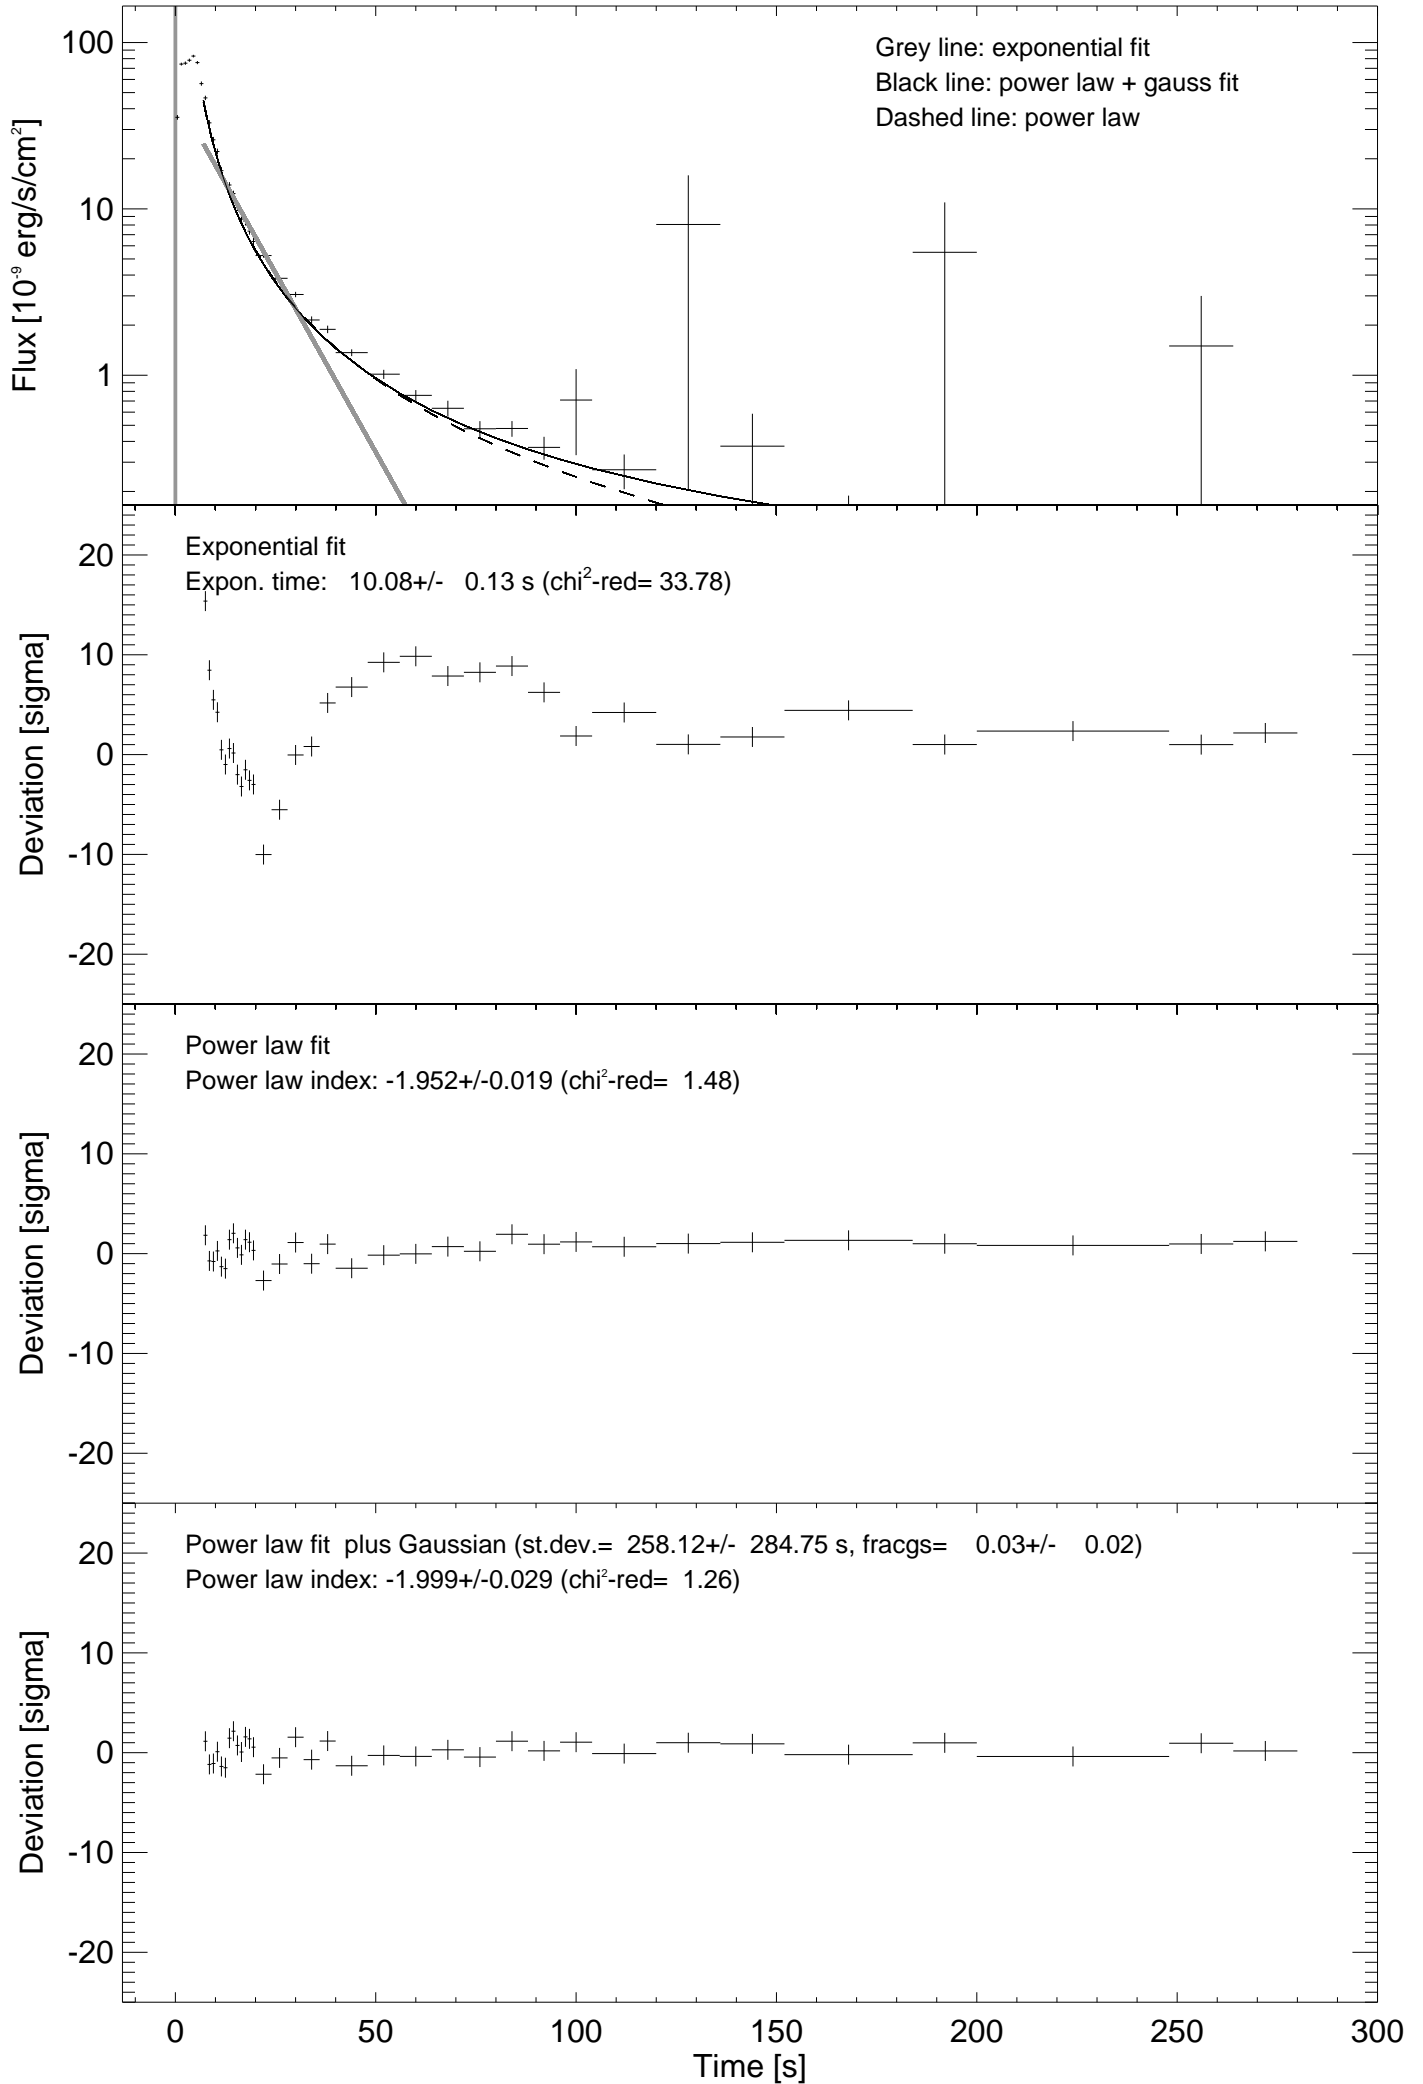 100
10
1
Flux [10⁻⁹ erg/s/cm²]
Grey line: exponential fit
Black line: power law + gauss fit
Dashed line: power law
20
10
0
-10
-20
Deviation [sigma]
Exponential fit
Expon. time: 10.08+/- 0.13 s (chi²-red= 33.78)
20
10
0
-10
-20
Deviation [sigma]
Power law fit
Power law index: -1.952+/-0.019 (chi²-red= 1.48)
20
10
0
-10
-20
Deviation [sigma]
Power law fit plus Gaussian (st.dev.= 258.12+/- 284.75 s, fracgs= 0.03+/- 0.02)
Power law index: -1.999+/-0.029 (chi²-red= 1.26)
0 50 100 150 200 250 300
Time [s]